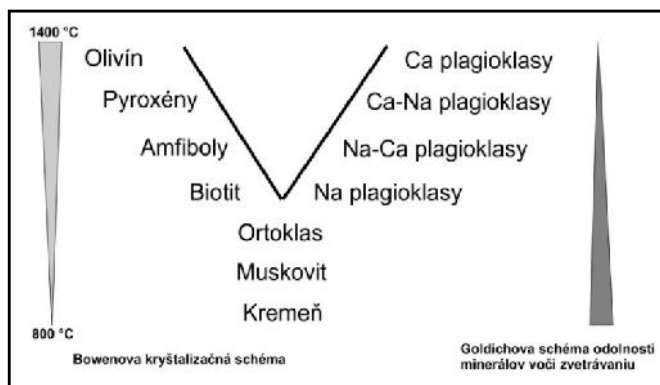 1400 °C
Olivín
Ca plagioklasy
Pyroxény
Ca-Na plagioklasy
Amfiboly
Na-Ca plagioklasy
Biotit
Na plagioklasy
Ortoklas
Muskovit
Kremeň
800 °C
Bowenova kryštalizačná schéma
Goldichova schéma odolnosti
minerálov voči zvetrávaniu